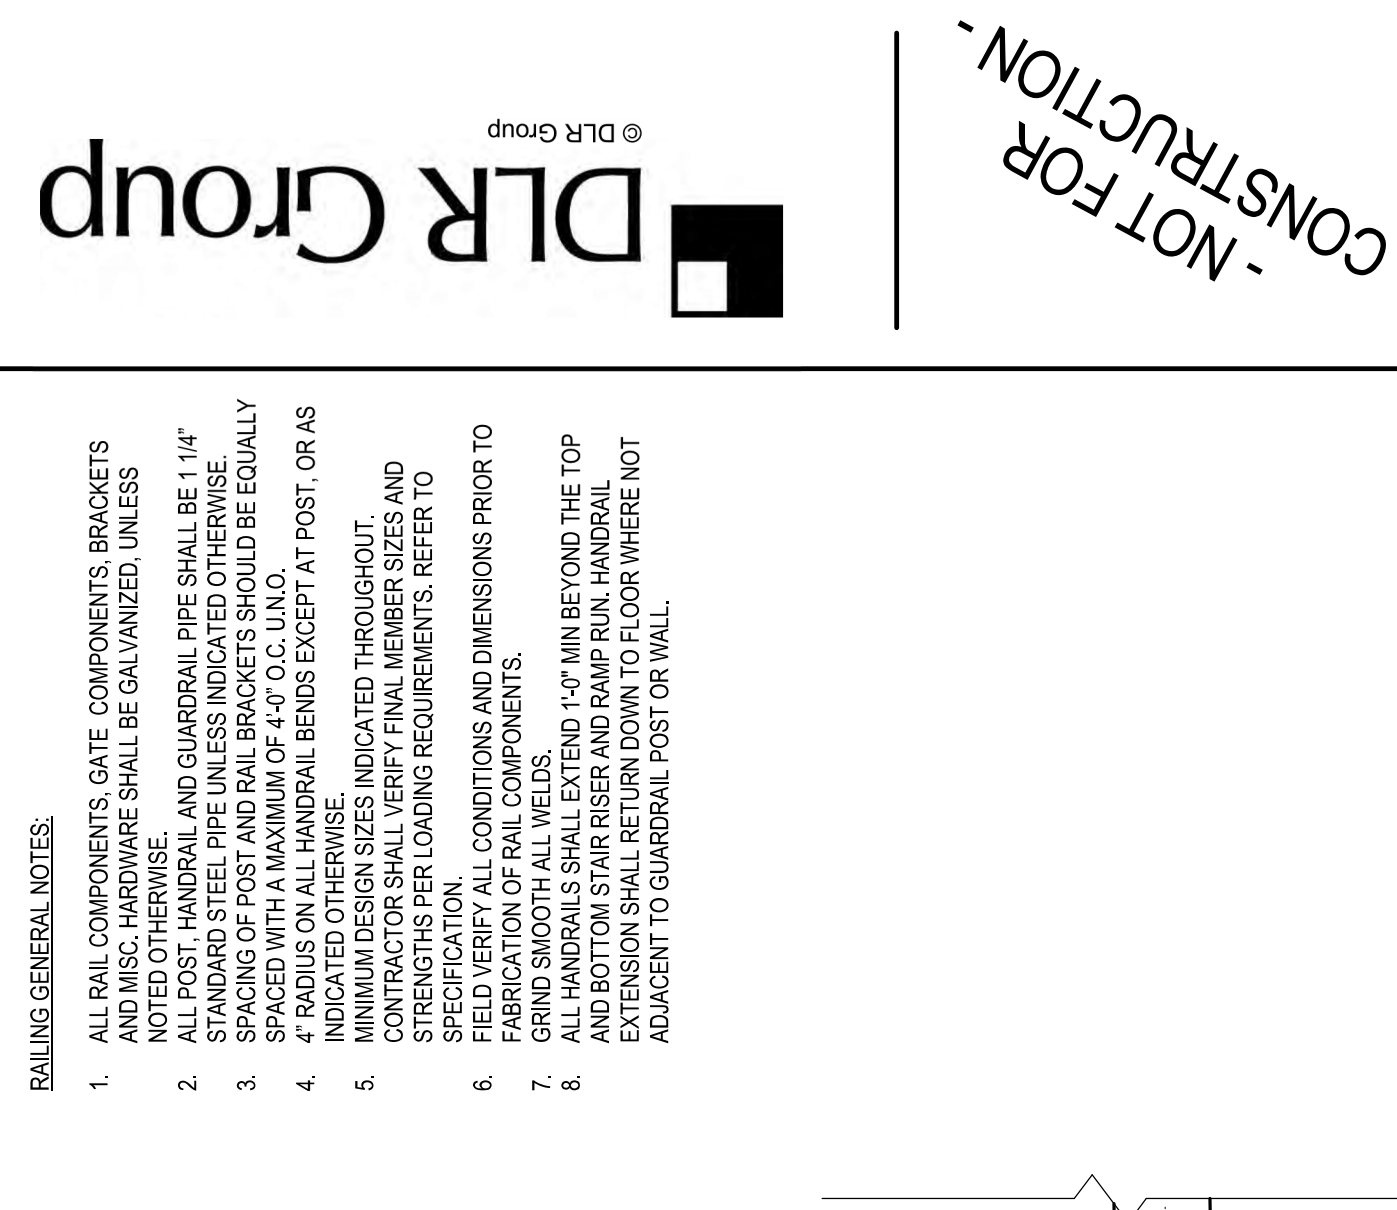 © DLR Group
DLR Group
- NOT FOR
CONSTRUCTION -
RAILING GENERAL NOTES:
1. ALL RAIL COMPONENTS, GATE COMPONENTS, BRACKETS
AND MISC. HARDWARE SHALL BE GALVANIZED, UNLESS
NOTED OTHERWISE.
2. ALL POST, HANDRAIL AND GUARDRAIL PIPE SHALL BE 1 1/4”
STANDARD STEEL PIPE UNLESS INDICATED OTHERWISE.
3. SPACING OF POST AND RAIL BRACKETS SHOULD BE EQUALLY
SPACED WITH A MAXIMUM OF 4’-0” O.C. U.N.O.
4. 4” RADIUS ON ALL HANDRAIL BENDS EXCEPT AT POST, OR AS
INDICATED OTHERWISE.
5. MINIMUM DESIGN SIZES INDICATED THROUGHOUT.
CONTRACTOR SHALL VERIFY FINAL MEMBER SIZES AND
STRENGTHS PER LOADING REQUIREMENTS. REFER TO
SPECIFICATION.
6. FIELD VERIFY ALL CONDITIONS AND DIMENSIONS PRIOR TO
FABRICATION OF RAIL COMPONENTS.
7. GRIND SMOOTH ALL WELDS.
8. ALL HANDRAILS SHALL EXTEND 1'-0" MIN BEYOND THE TOP
AND BOTTOM STAIR RISER AND RAMP RUN. HANDRAIL
EXTENSION SHALL RETURN DOWN TO FLOOR WHERE NOT
ADJACENT TO GUARDRAIL POST OR WALL.